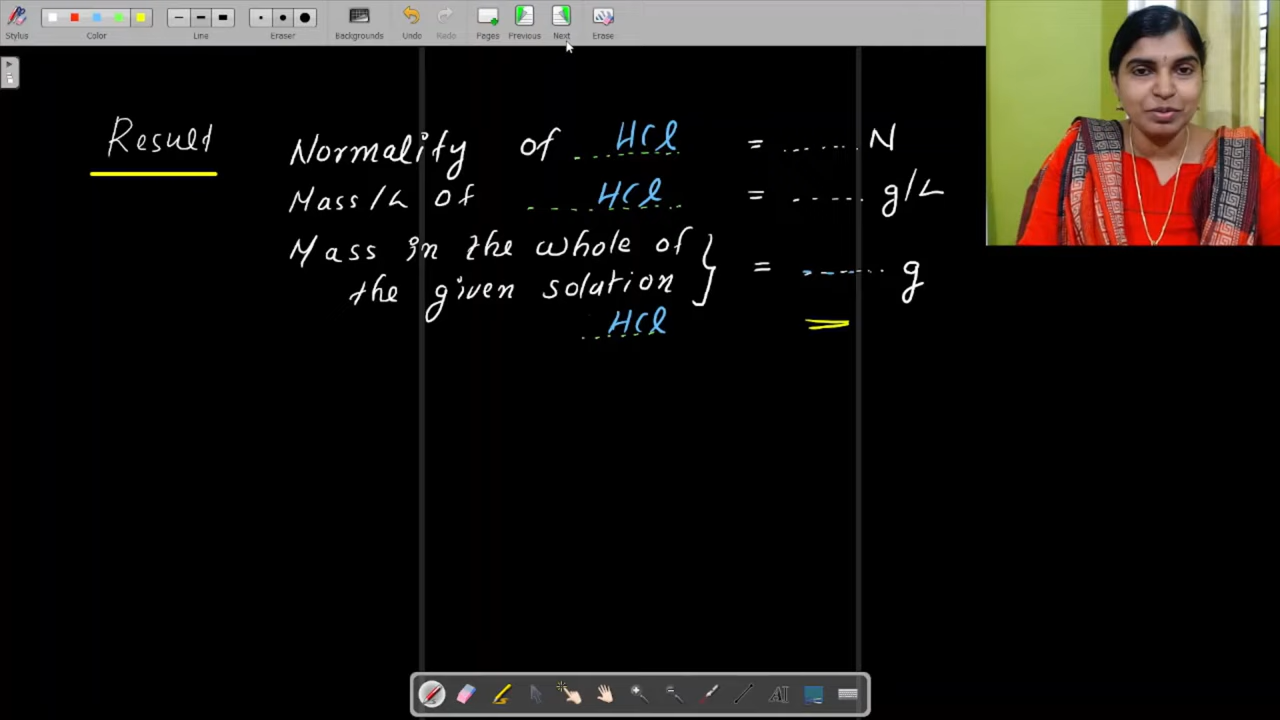 Stylus Color Line Eraser Backgrounds Undo Redo Pages Previous Next Erase
Result
Normality of ...HCl... = ....... N
Mass/L of ...HCl... = ..... g/L
Mass in the whole of
the given solution } = ....... g
...HCl...
AI